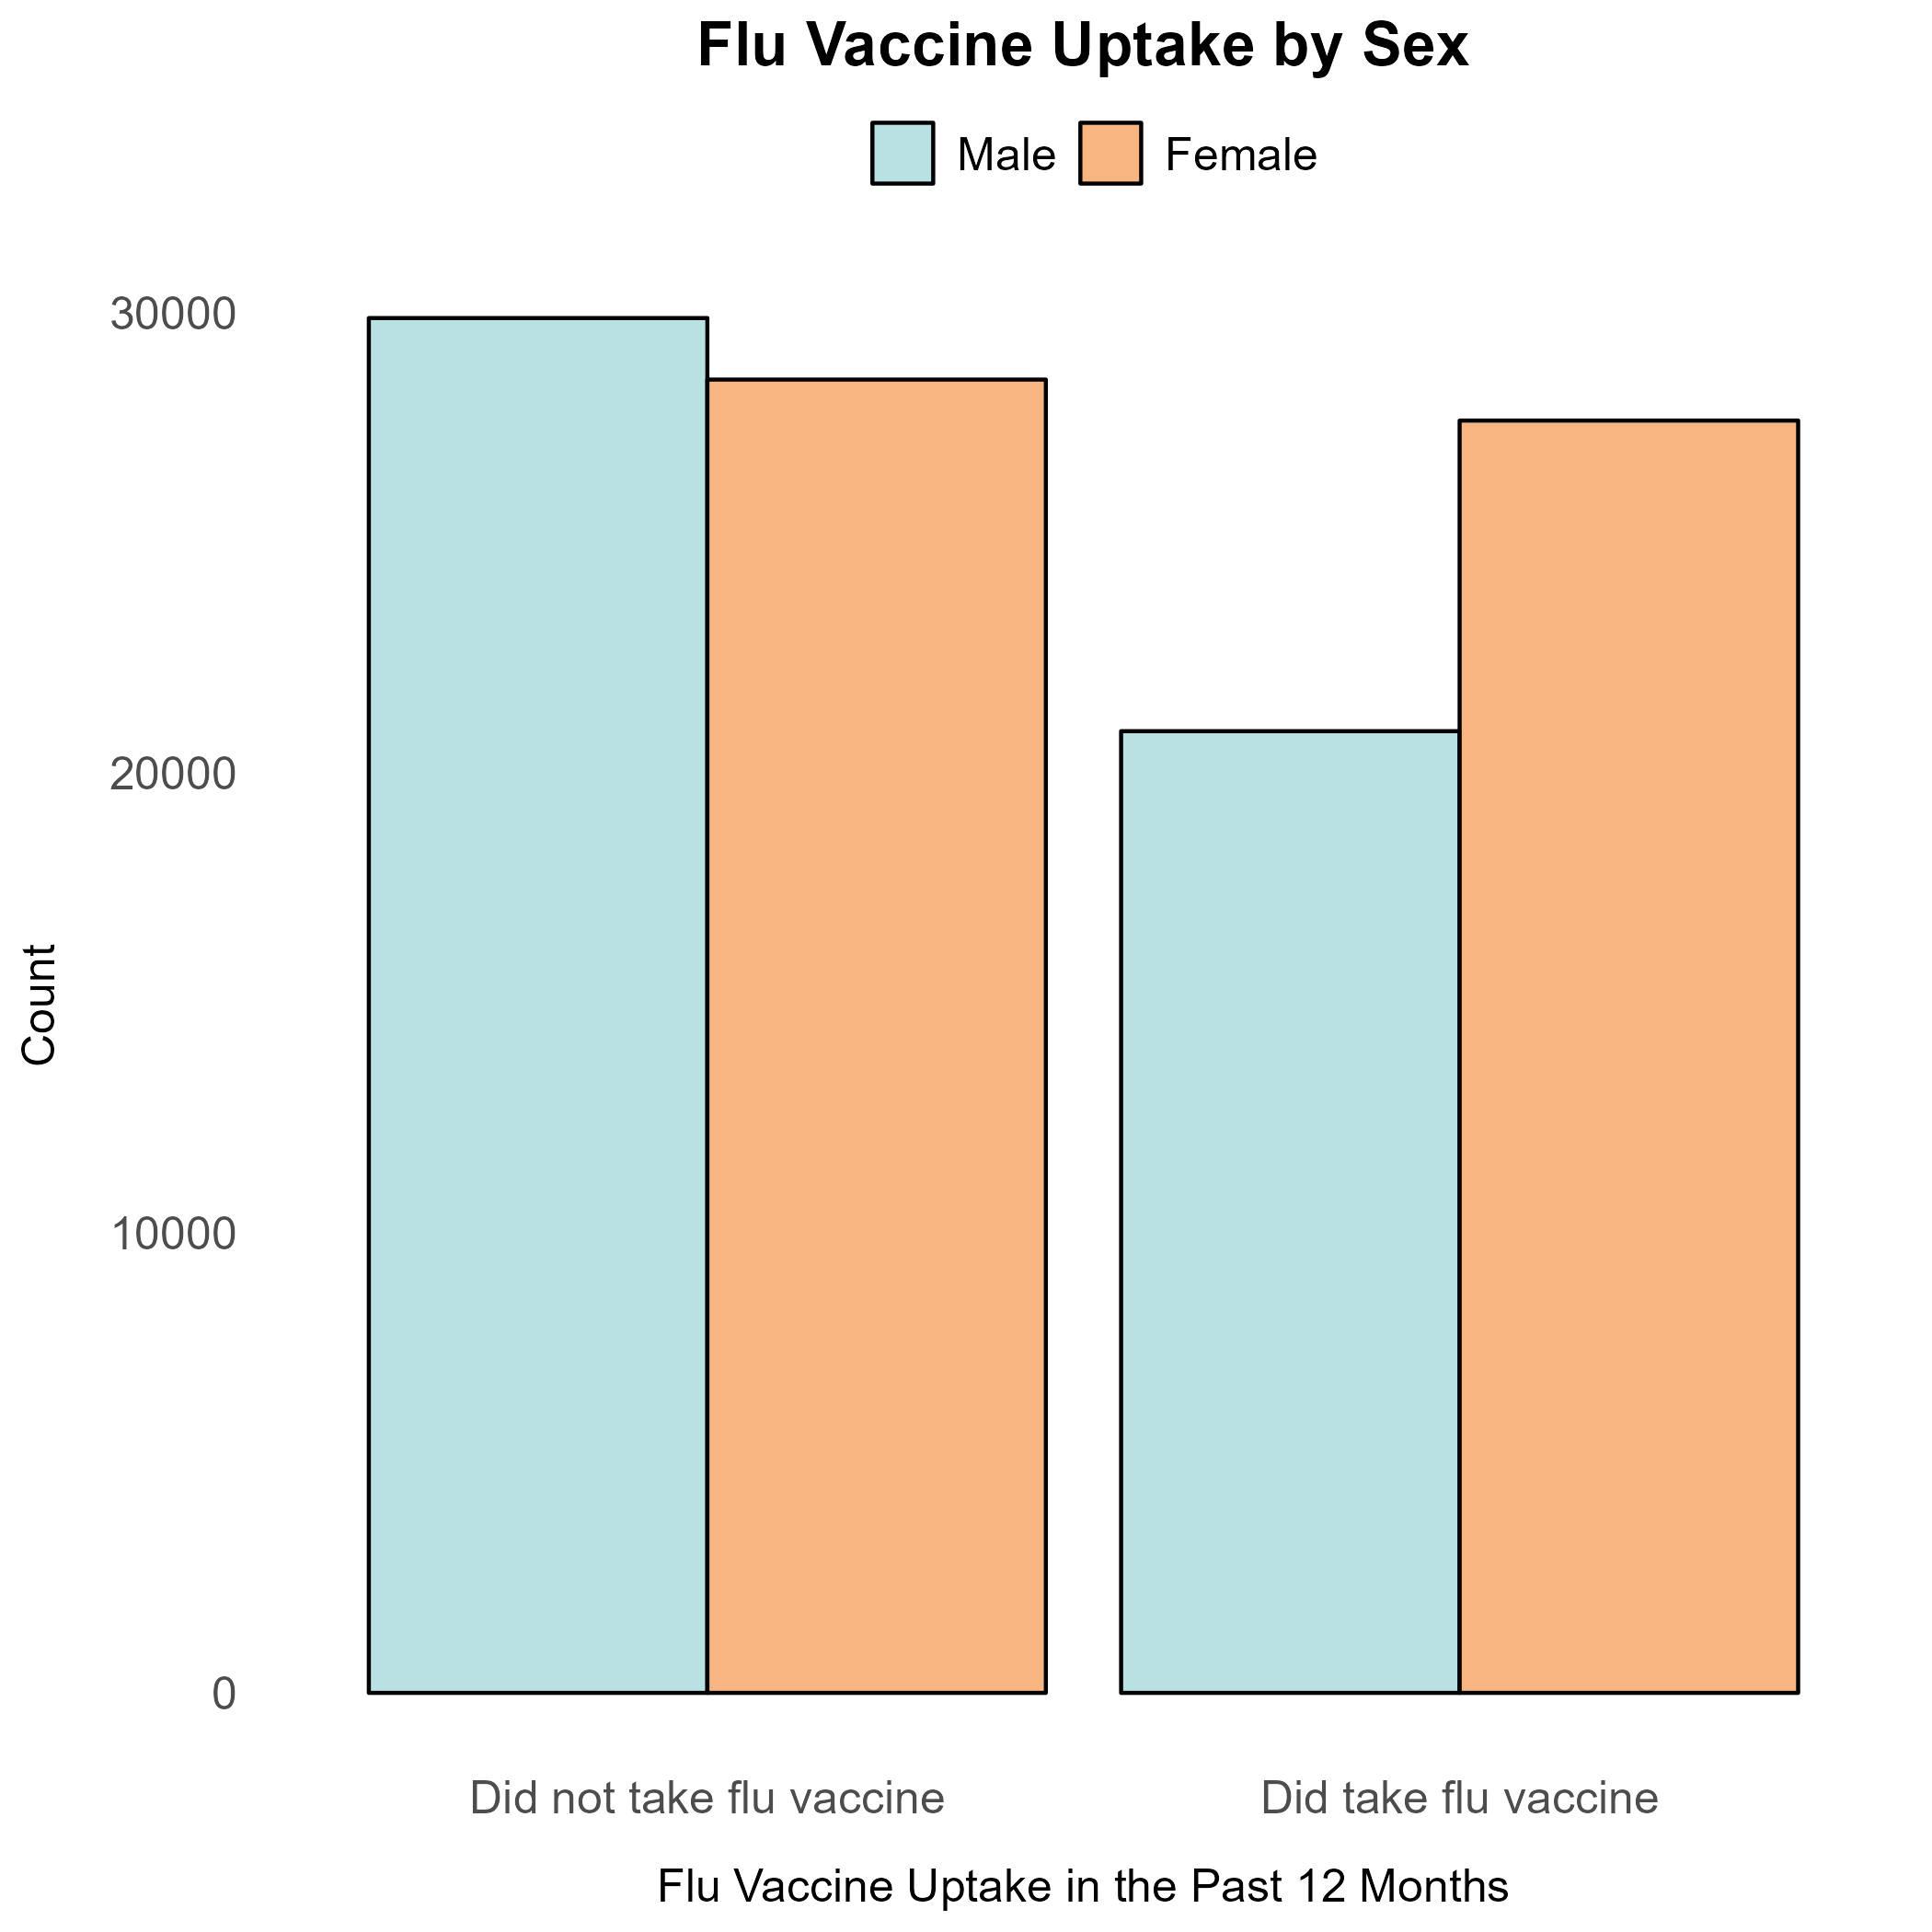 Flu Vaccine Uptake by Sex
Male Female
30000
20000
10000
0
Count
Did not take flu vaccine Did take flu vaccine
Flu Vaccine Uptake in the Past 12 Months